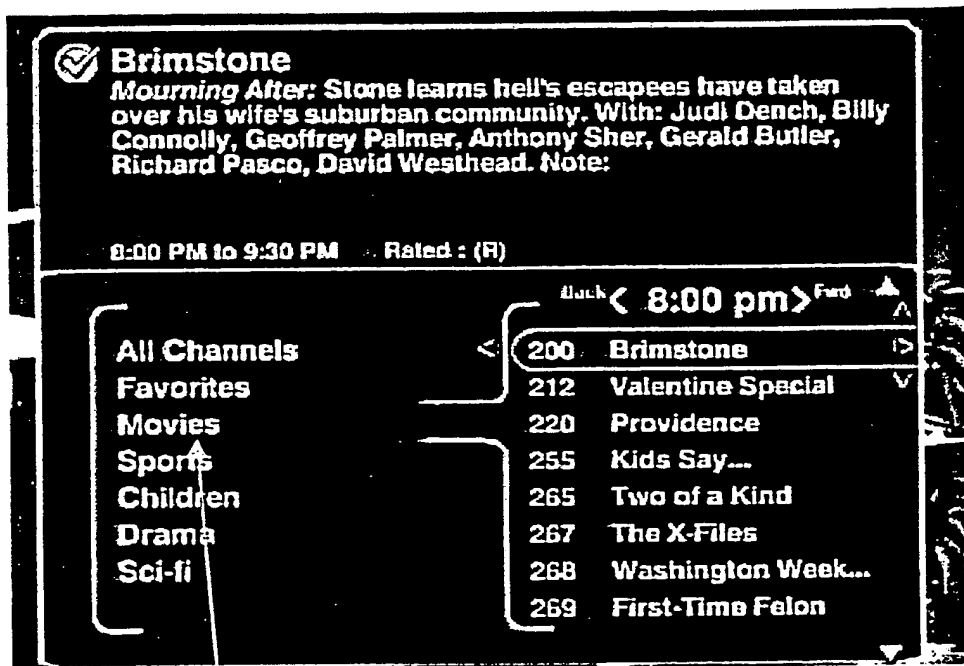 Brimstone
Mourning After: Stone learns hell's escapees have taken
over his wife's suburban community. With: Judi Dench, Billy
Connolly, Geoffrey Palmer, Anthony Sher, Gerald Butler,
Richard Pasco, David Westhead. Note:
8:00 PM to 9:30 PM Rated : (R)
Back < 8:00 pm > Fwd
All Channels
Favorites
Movies
Sports
Children
Drama
Sci-fi
200 Brimstone
212 Valentine Special
220 Providence
255 Kids Say...
265 Two of a Kind
267 The X-Files
268 Washington Week...
269 First-Time Felon